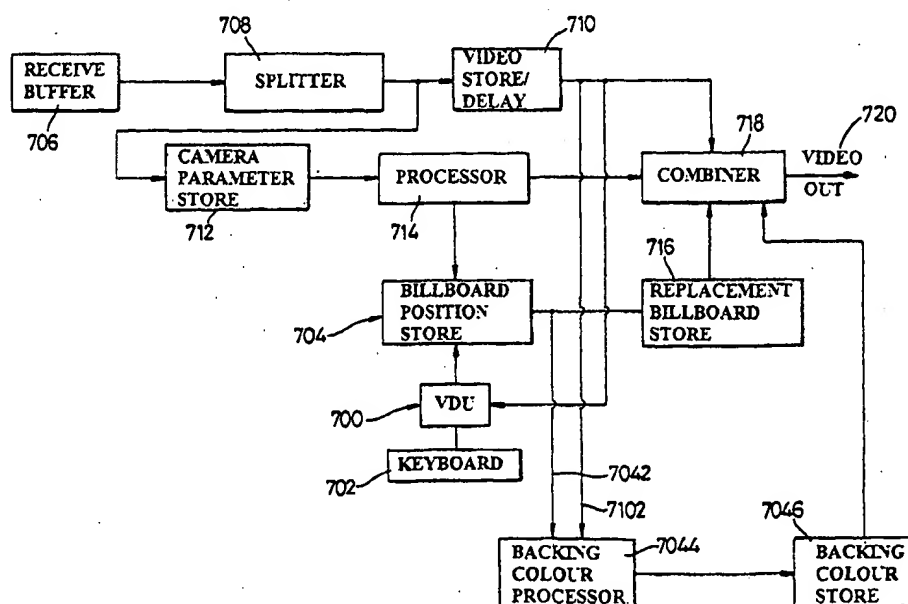 708
710
RECEIVE
BUFFER
706
SPLITTER
VIDEO
STORE/
DELAY
718
720
VIDEO
OUT
CAMERA
PARAMETER
STORE
712
PROCESSOR
714
COMBINER
716
704
BILLBOARD
POSITION
STORE
REPLACEMENT
BILLBOARD
STORE
700
VDU
702
KEYBOARD
7042
7102
7044
7046
BACKING
COLOUR
PROCESSOR
BACKING
COLOUR
STORE